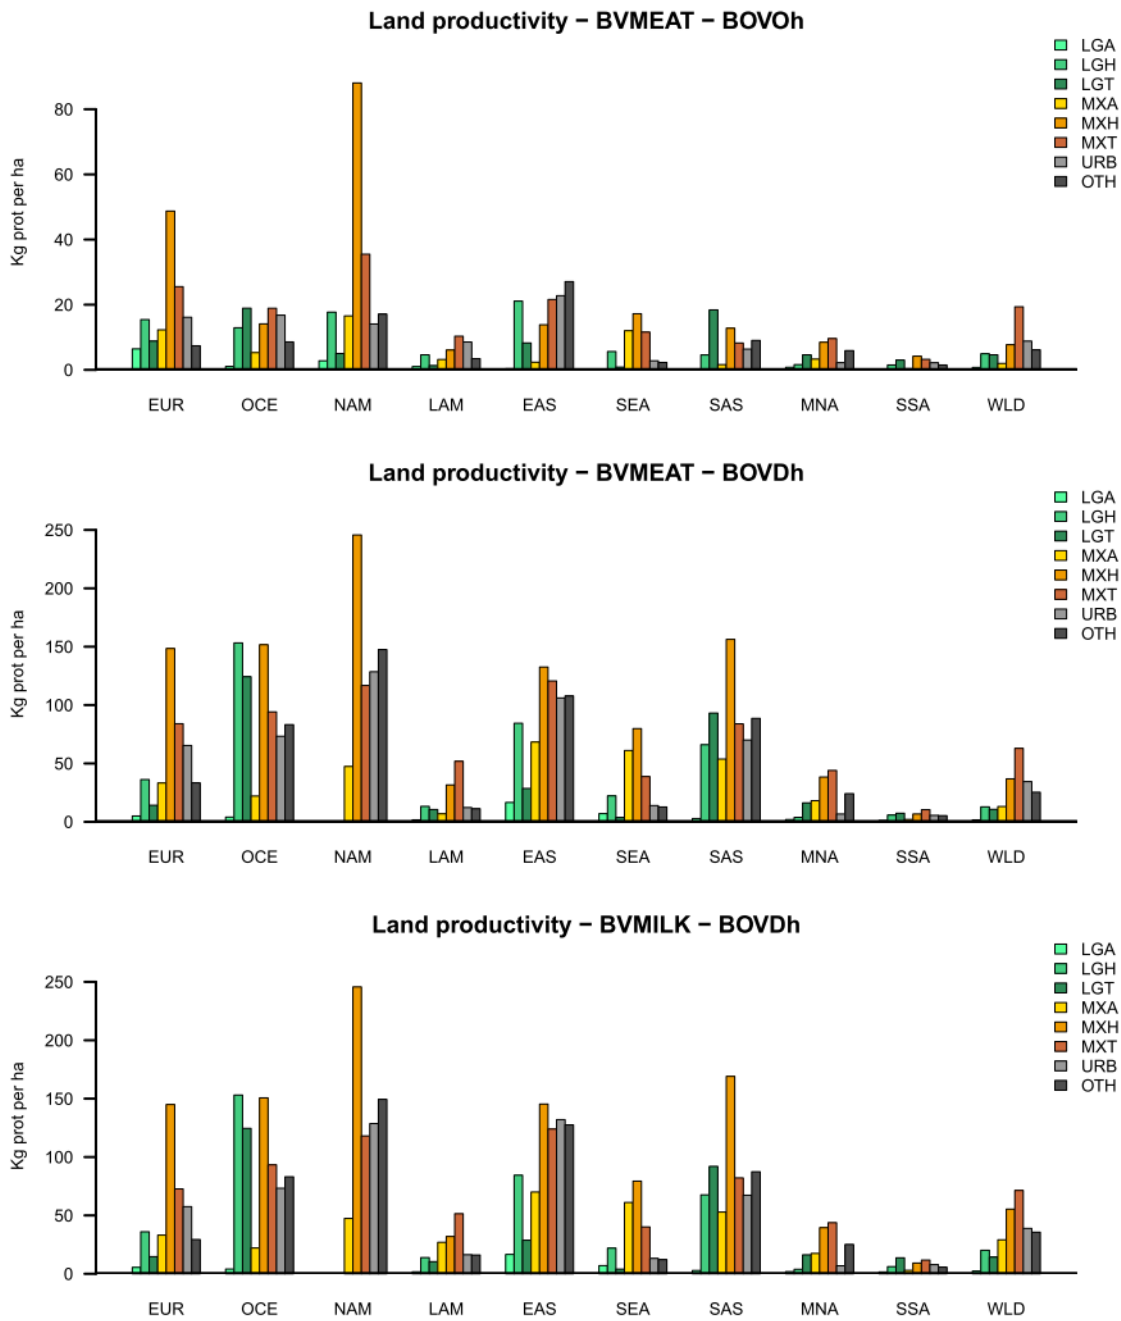 Land productivity − BVMEAT − BOVOh
LGA
LGH
LGT
MXA
MXH
MXT
URB
OTH
Kg prot per ha
80
60
40
20
0
EUR OCE NAM LAM EAS SEA SAS MNA SSA WLD
Land productivity − BVMEAT − BOVDh
LGA
LGH
LGT
MXA
MXH
MXT
URB
OTH
Kg prot per ha
250
200
150
100
50
0
EUR OCE NAM LAM EAS SEA SAS MNA SSA WLD
Land productivity − BVMILK − BOVDh
LGA
LGH
LGT
MXA
MXH
MXT
URB
OTH
Kg prot per ha
250
200
150
100
50
0
EUR OCE NAM LAM EAS SEA SAS MNA SSA WLD